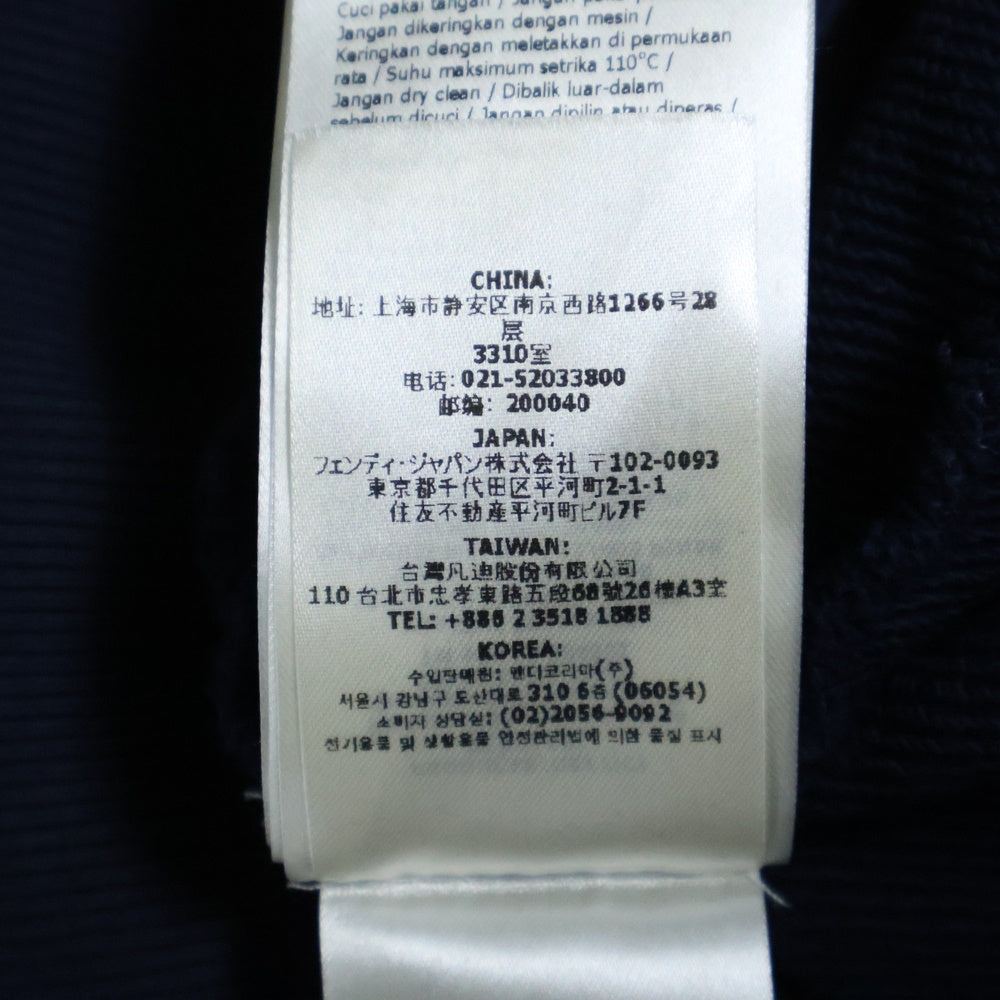 Cuci pakai tangan / Jangan
Jangan dikeringkan dengan mesin /
Keringkan dengan meletakkan di permukaan
rata / Suhu maksimum setrika 110°C /
Jangan dry clean / Dibalik luar-dalam
sebelum dicuci / Jangan dipilin atau diperas /
CHINA:
地址: 上海市静安区南京西路1266号28
层
3310室
电话: 021-52033800
邮编: 200040
JAPAN:
フェンディ・ジャパン株式会社 〒102-0093
東京都千代田区平河町2-1-1
住友不動産平河町ビル7F
TAIWAN:
台灣凡迪股份有限公司
110 台北市忠孝東路五段68號26樓A3室
TEL: +886 2 3518 1888
KOREA:
수입판매원: 펜디코리아(주)
서울시 강남구 도산대로 310 6층 (06054)
소비자 상담실: (02)2056-9092
전기용품 및 생활용품 안전관리법에 의한 품질 표시